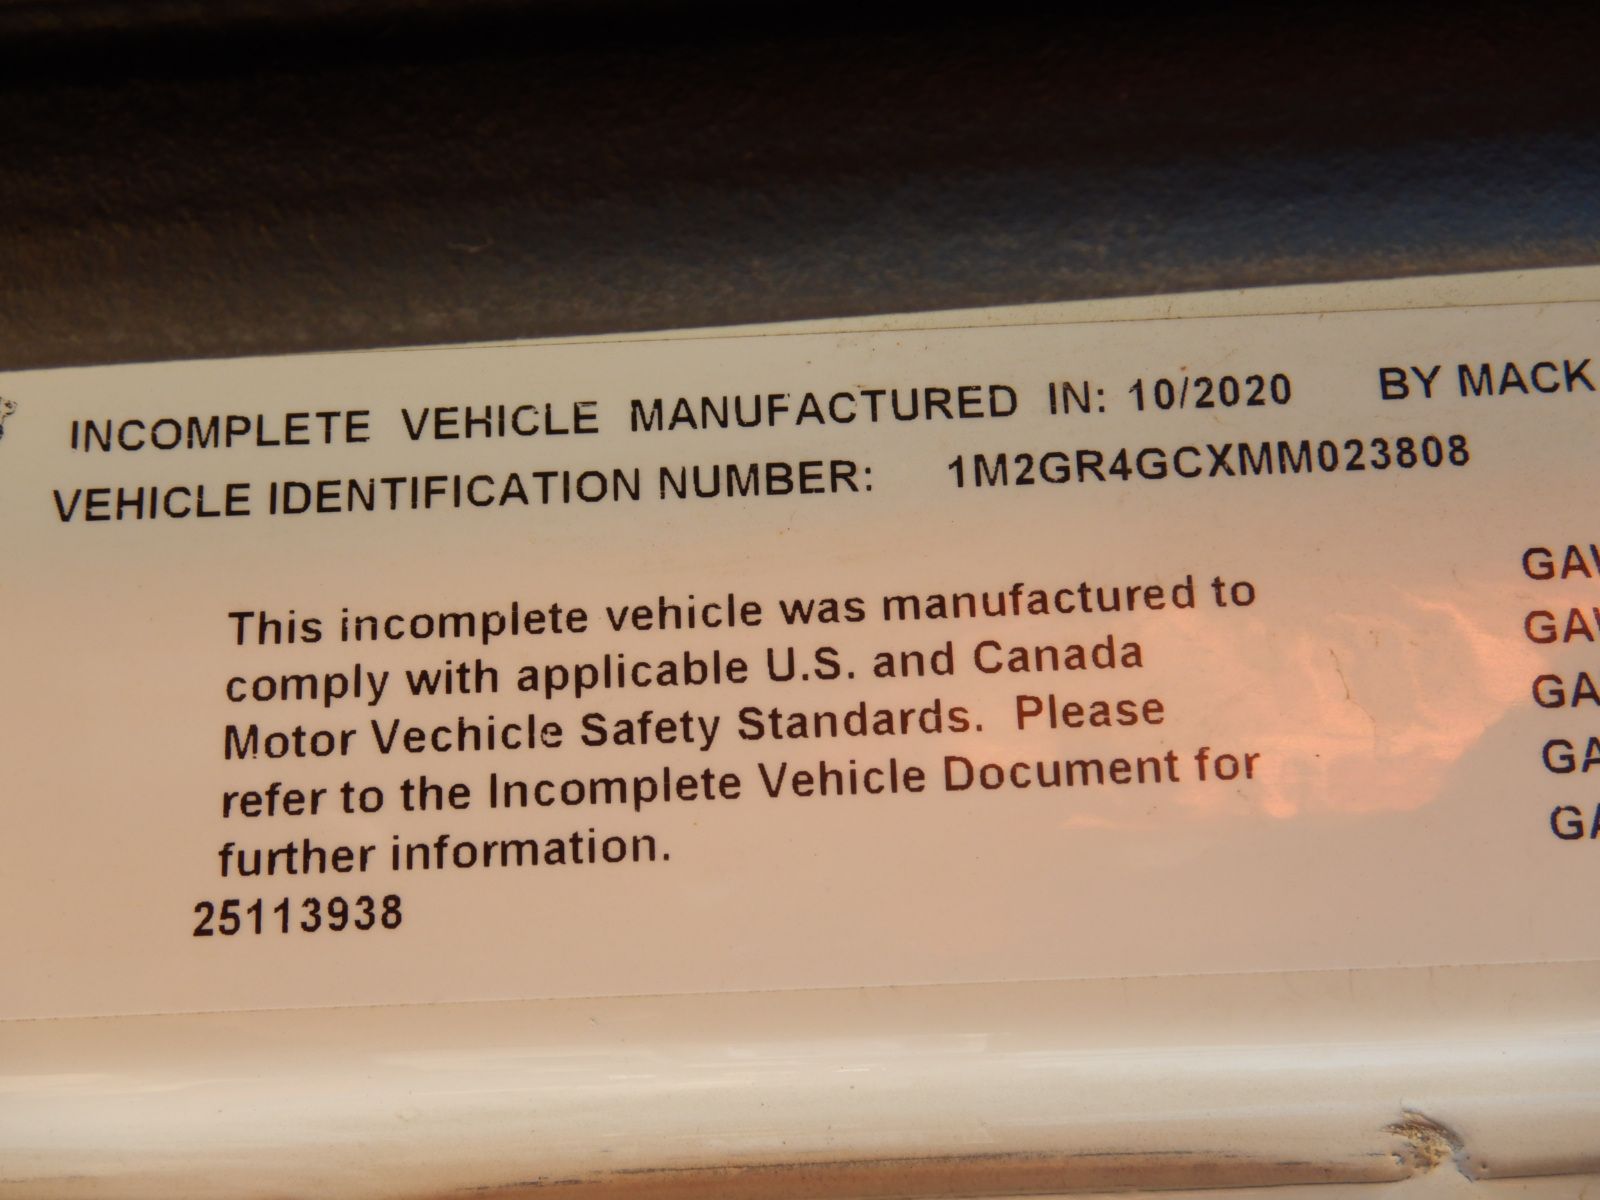 INCOMPLETE VEHICLE MANUFACTURED IN: 10/2020 BY MACK
VEHICLE IDENTIFICATION NUMBER: 1M2GR4GCXMM023808
This incomplete vehicle was manufactured to
comply with applicable U.S. and Canada
Motor Vechicle Safety Standards. Please
refer to the Incomplete Vehicle Document for
further information.
25113938